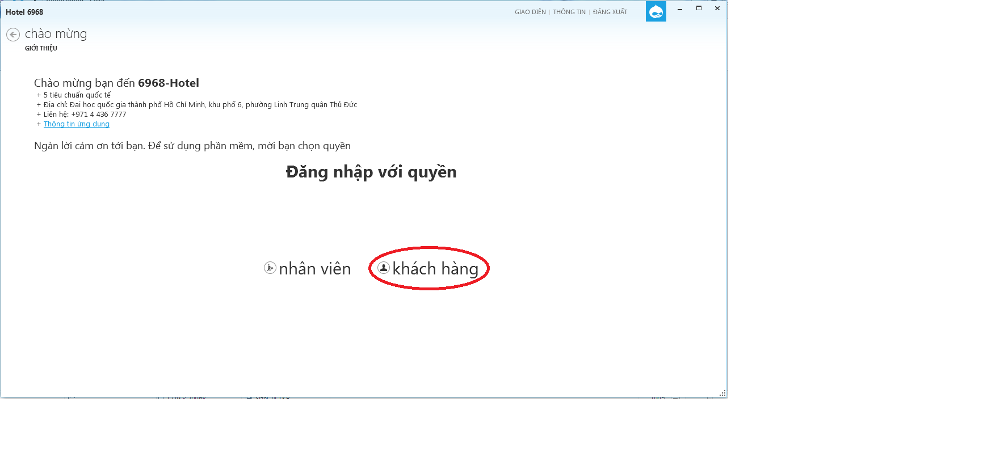 Hotel 6968
GIAO DIỆN | THÔNG TIN | ĐĂNG XUẤT
chào mừng
GIỚI THIỆU
Chào mừng bạn đến 6968-Hotel
+ 5 tiêu chuẩn quốc tế
+ Địa chỉ: Đại học quốc gia thành phố Hồ Chí Minh, khu phố 6, phường Linh Trung quận Thủ Đức
+ Liên hệ: +971 4 436 7777
+ Thông tin ứng dung
Ngàn lời cảm ơn tới bạn. Để sử dụng phần mềm, mời bạn chọn quyền
Đăng nhập với quyền
nhân viên
khách hàng